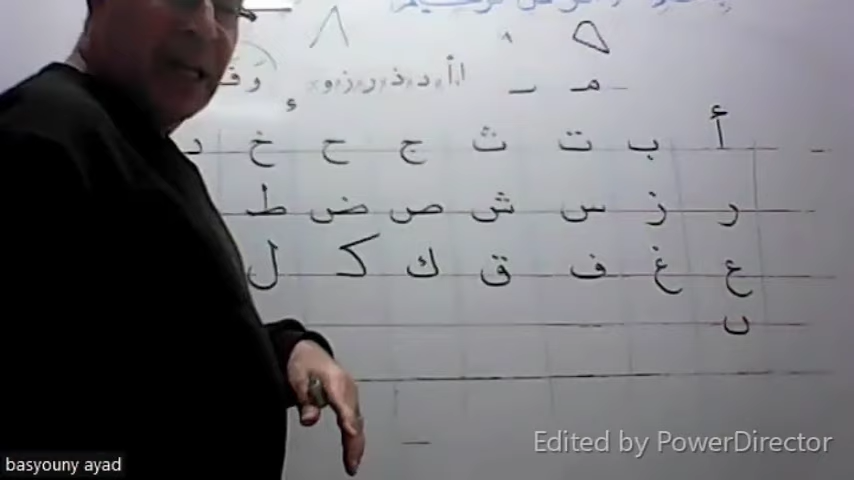 أ ا د ذ ر ز و
أ ب ت ث ج ح خ د
ر ز س ش ص ض ط
ع غ ف ق ك ک ل
basyouny ayad
Edited by PowerDirector